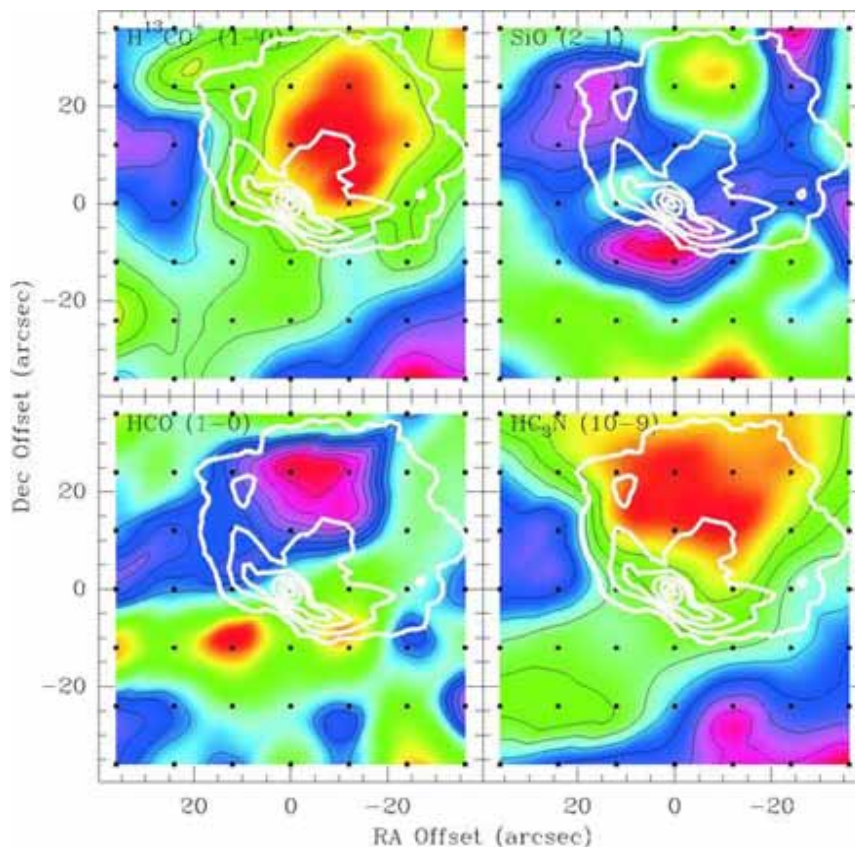 H¹³CO⁺ (1-0)
SiO (2-1)
20
0
-20
HCO (1-0)
HC₃N (10-9)
20
0
-20
20
0
-20
20
0
-20
Dec Offset (arcsec)
RA Offset (arcsec)